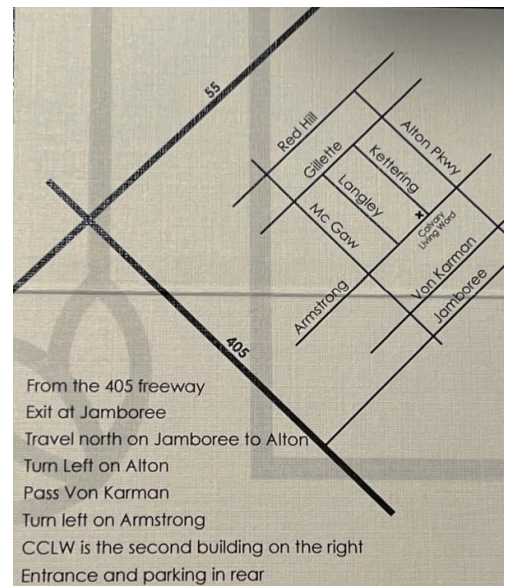 55
Red Hill
Gillette
Alton Pkwy
Kettering
Langley
Calvary
Living Word
Mc Gaw
Von Karman
Jamboree
Armstrong
405
From the 405 freeway
Exit at Jamboree
Travel north on Jamboree to Alton
Turn Left on Alton
Pass Von Karman
Turn left on Armstrong
CCLW is the second building on the right
Entrance and parking in rear